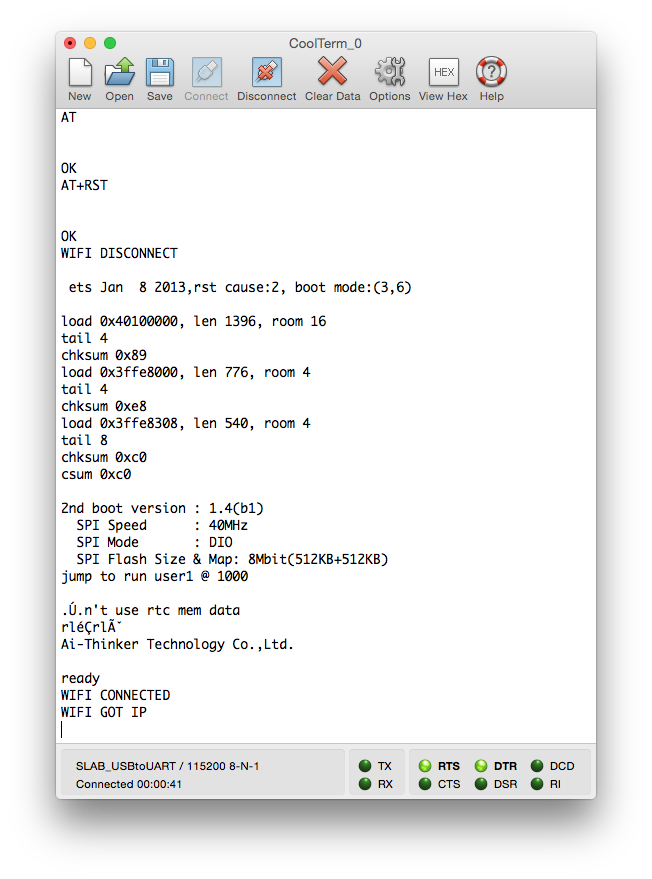 CoolTerm_0
New Open Save Connect Disconnect Clear Data Options HEX View Hex ? Help
AT
OK
AT+RST
OK
WIFI DISCONNECT
ets Jan  8 2013,rst cause:2, boot mode:(3,6)
load 0x40100000, len 1396, room 16
tail 4
chksum 0x89
load 0x3ffe8000, len 776, room 4
tail 4
chksum 0xe8
load 0x3ffe8308, len 540, room 4
tail 8
chksum 0xc0
csum 0xc0
2nd boot version : 1.4(b1)
SPI Speed      : 40MHz
SPI Mode       : DIO
SPI Flash Size & Map: 8Mbit(512KB+512KB)
jump to run user1 @ 1000
.Ú.n't use rtc mem data
rléÇrlÃˇ
Ai-Thinker Technology Co.,Ltd.
ready
WIFI CONNECTED
WIFI GOT IP
SLAB_USBtoUART / 115200 8-N-1
Connected 00:00:41
TX RTS DTR DCD
RX CTS DSR RI